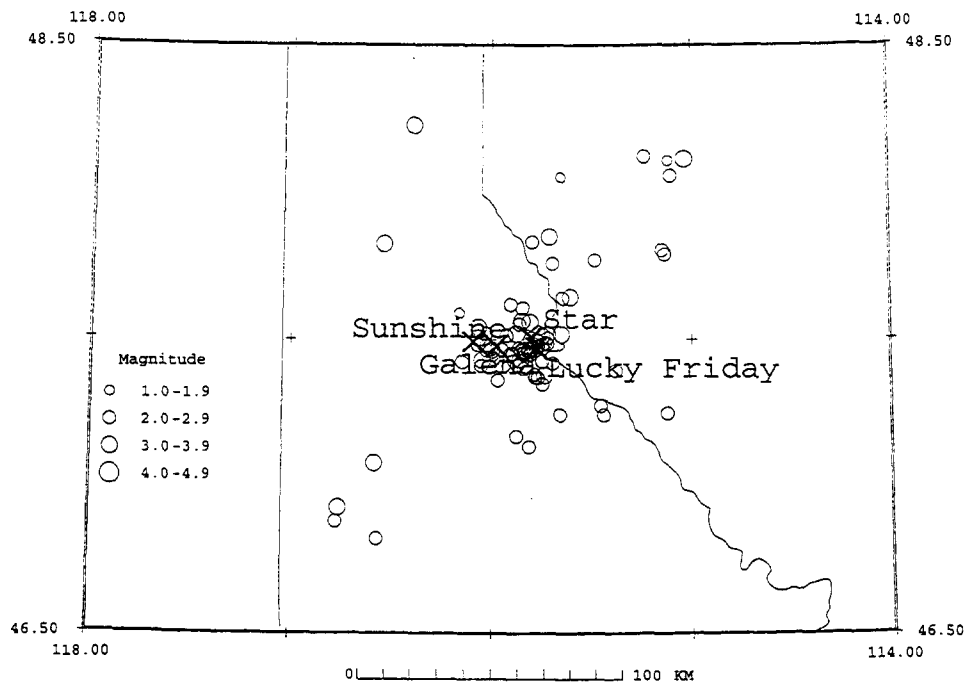 118.00 114.00
48.50 48.50
Sunshine Star
Galena Lucky Friday
Magnitude
1.0-1.9
2.0-2.9
3.0-3.9
4.0-4.9
46.50 46.50
118.00 114.00
0 100 KM